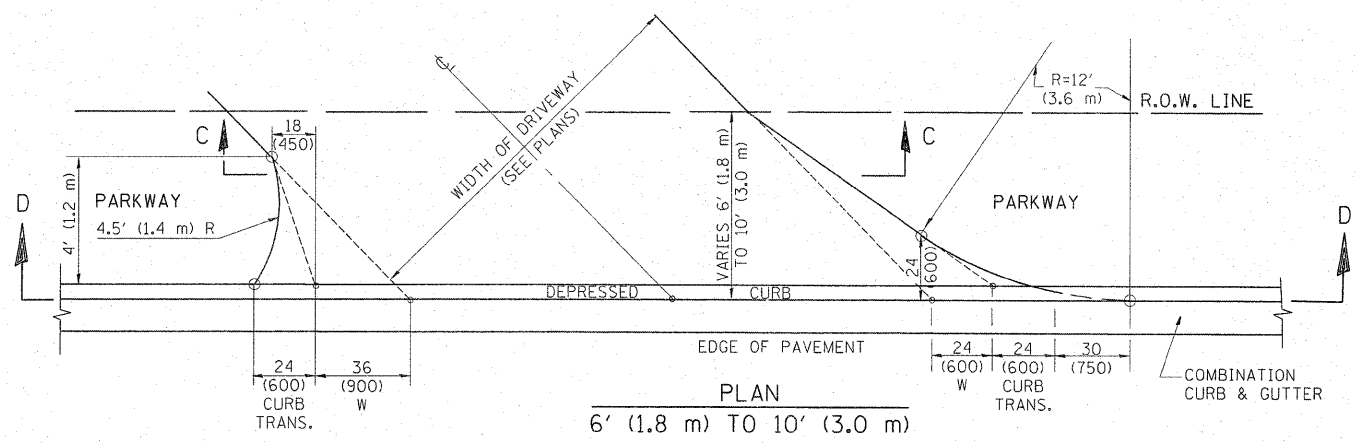 R=12'
(3.6 m)
R.O.W. LINE
℄
C
18
(450)
WIDTH OF DRIVEWAY
(SEE PLANS)
C
4' (1.2 m)
PARKWAY
4.5' (1.4 m) R
VARIES 6' (1.8 m)
TO 10' (3.0 m)
PARKWAY
D
D
24
(600)
DEPRESSED CURB
EDGE OF PAVEMENT
24
(600)
CURB
TRANS.
36
(900)
W
24
(600)
W
24
(600)
CURB
TRANS.
30
(750)
COMBINATION
CURB & GUTTER
PLAN
6' (1.8 m) TO 10' (3.0 m)